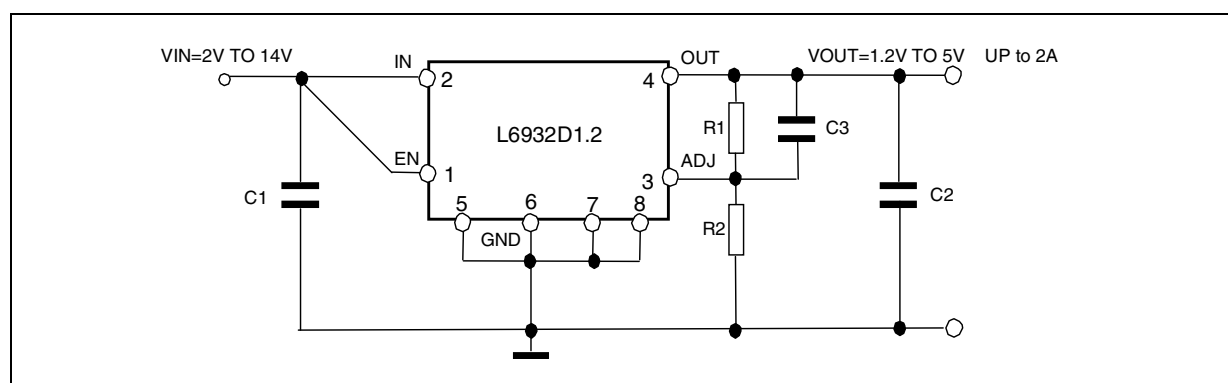 VIN=2V TO 14V
IN
2
OUT
4
VOUT=1.2V TO 5V
UP to 2A
L6932D1.2
R1
C3
EN
1
ADJ
3
C1
5
6
7
8
GND
R2
C2